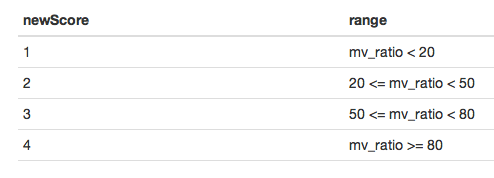 newScore range
1 mv_ratio < 20
2 20 <= mv_ratio < 50
3 50 <= mv_ratio < 80
4 mv_ratio >= 80